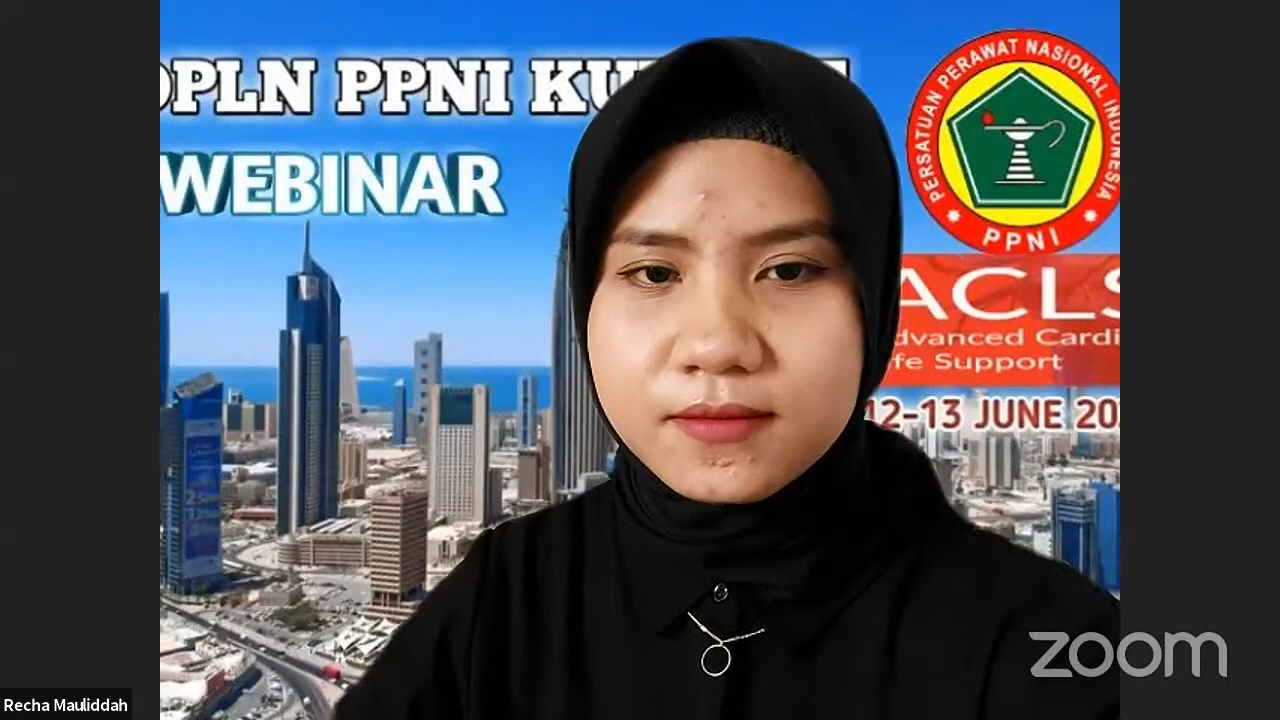 DPLN PPNI KU
WEBINAR
PERSATUAN PERAWAT NASIONAL INDONESIA
PPNI
ACLS
dvanced Cardi
fe Support
12-13 JUNE 20
zoom
Recha Mauliddah